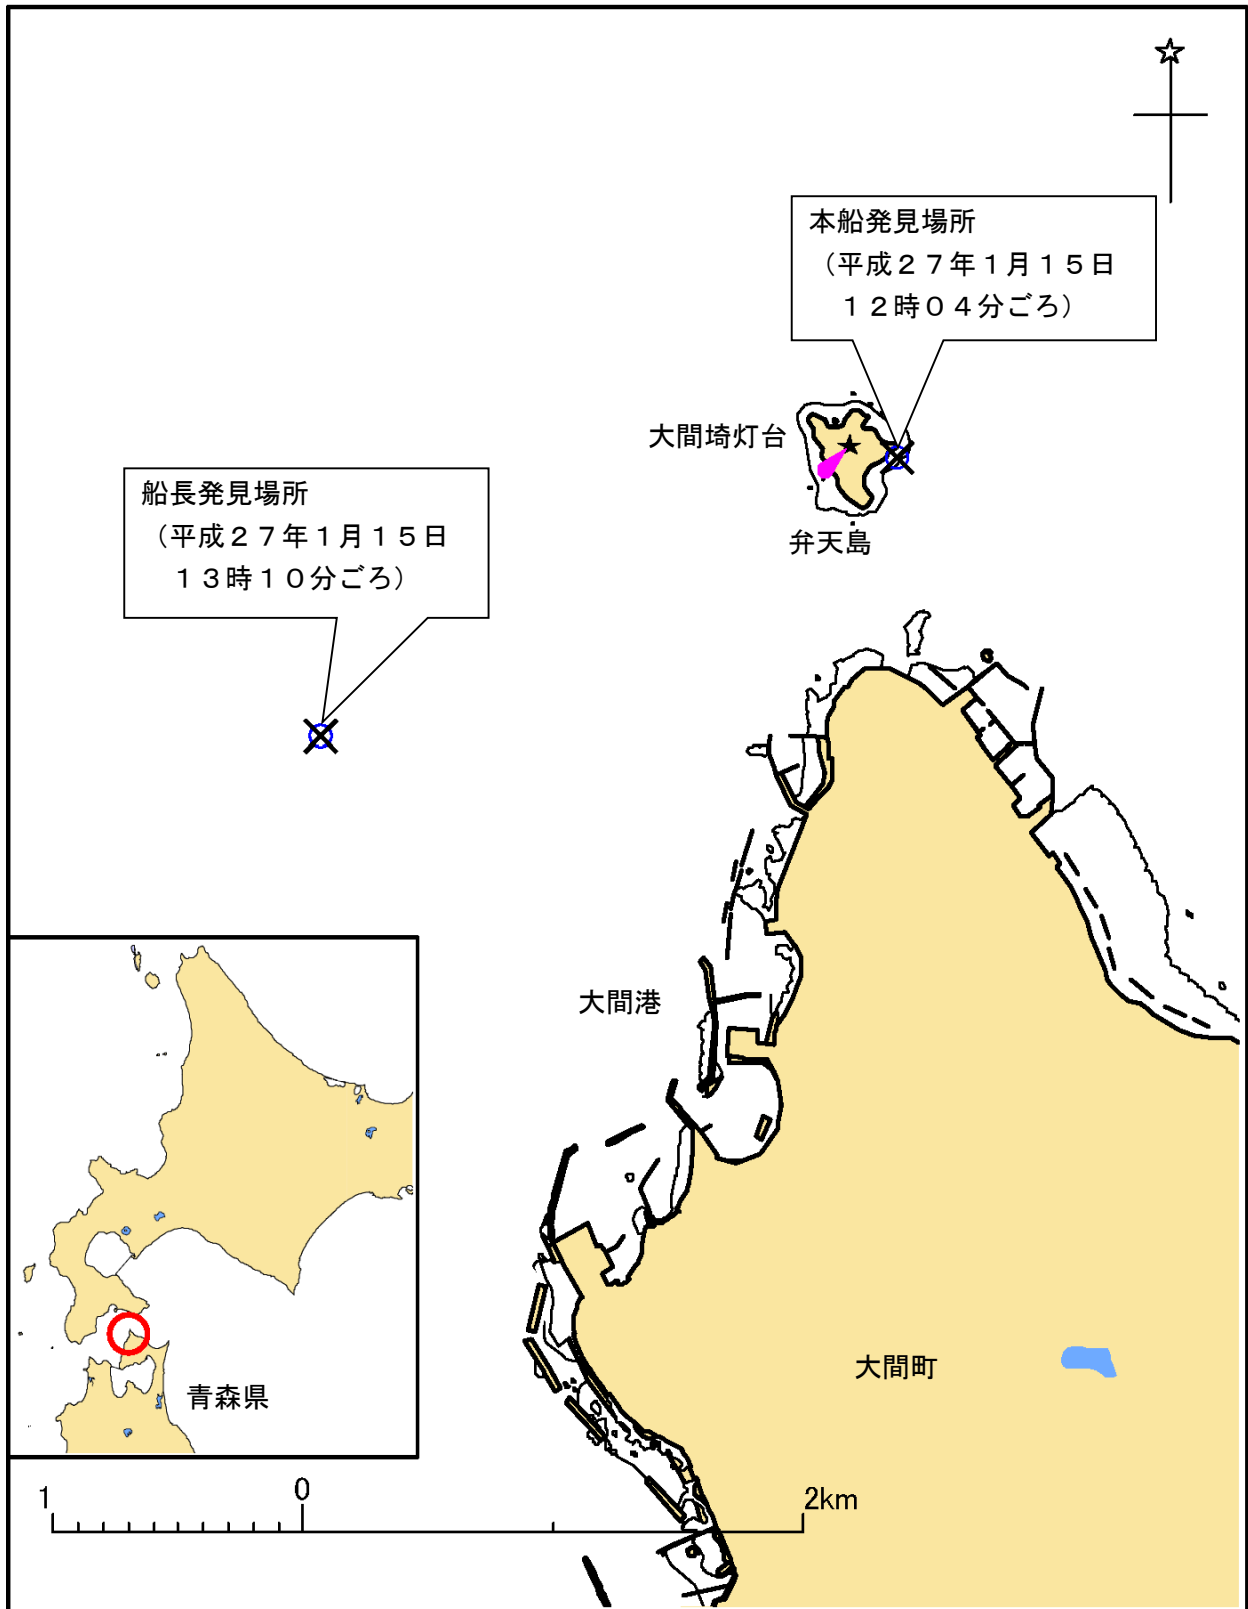 本船発見場所
（平成２７年１月１５日
１２時０４分ごろ）
大間埼灯台
弁天島
船長発見場所
（平成２７年１月１５日
１３時１０分ごろ）
大間港
大間町
青森県
1
0
2km